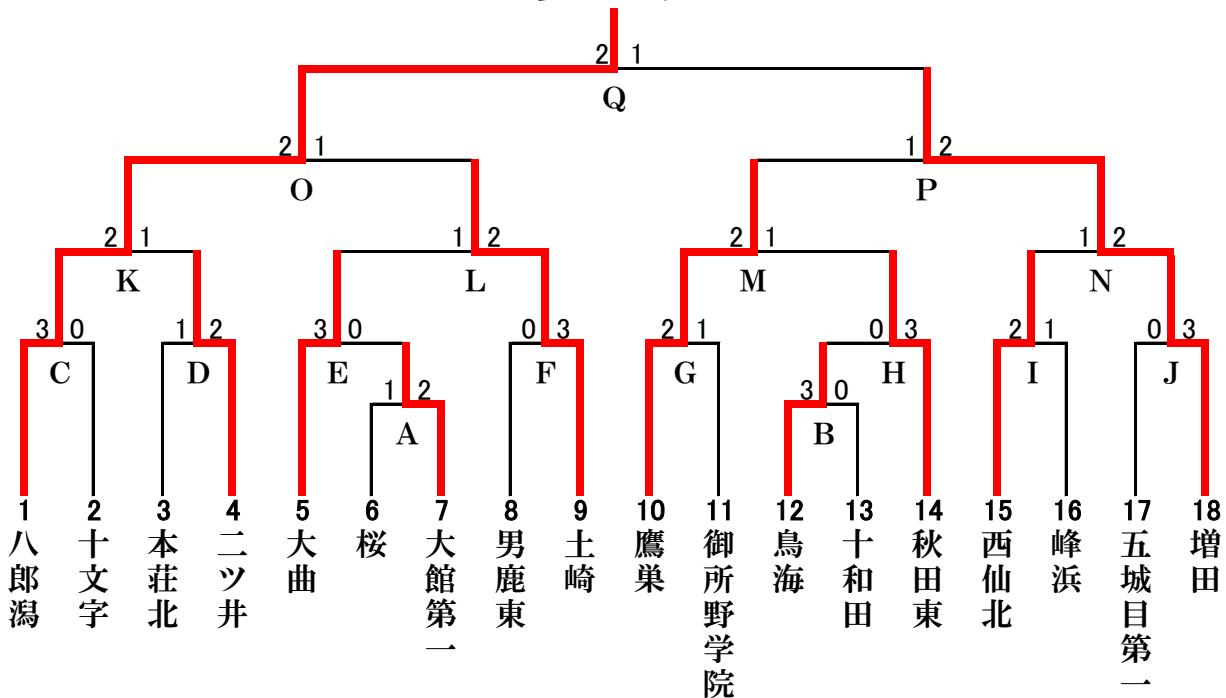 2 1
Q
2 1
1 2
O
P
2 1
1 2
2 1
1 2
K
L
M
N
3 0
1 2
3 0
0 3
2 1
0 3
2 1
0 3
C
D
E
F
G
H
I
J
1 2
3 0
A
B
1
2
3
4
5
6
7
8
9
10
11
12
13
14
15
16
17
18
八郎潟
十文字
本荘北
二ツ井
大曲
桜
大館第一
男鹿東
土崎
鷹巣
御所野学院
鳥海
十和田
秋田東
西仙北
峰浜
五城目第一
増田